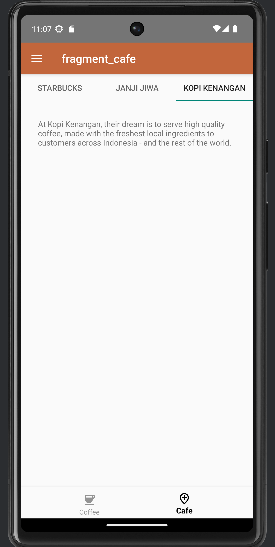 11:07
fragment_cafe
STARBUCKS JANJI JIWA KOPI KENANGAN
At Kopi Kenangan, their dream is to serve high quality
coffee, made with the freshest local ingredients to
customers across Indonesia - and the rest of the world.
Coffee Cafe